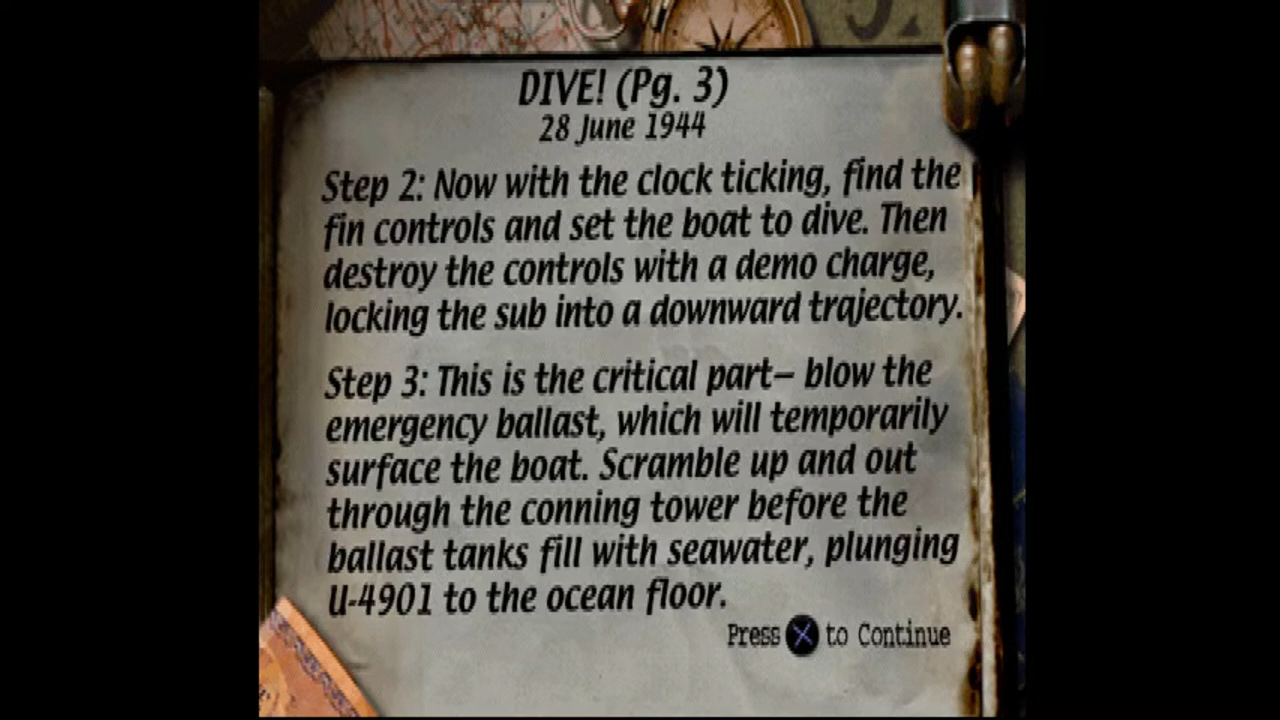 DIVE! (Pg. 3)
28 June 1944
Step 2: Now with the clock ticking, find the
fin controls and set the boat to dive. Then
destroy the controls with a demo charge,
locking the sub into a downward trajectory.
Step 3: This is the critical part– blow the
emergency ballast, which will temporarily
surface the boat. Scramble up and out
through the conning tower before the
ballast tanks fill with seawater, plunging
U-4901 to the ocean floor.
Press X to Continue